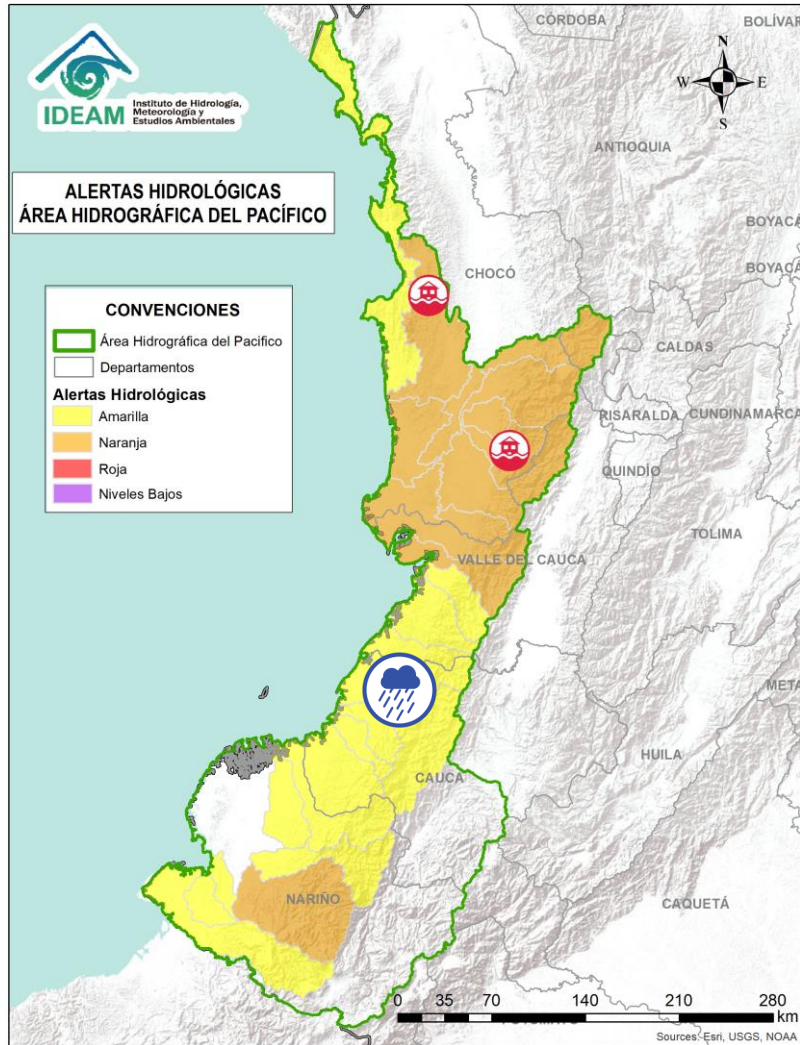 IDEAM
Instituto de Hidrología,
Meteorología y
Estudios Ambientales
ALERTAS HIDROLÓGICAS
ÁREA HIDROGRÁFICA DEL PACÍFICO
CONVENCIONES
Área Hidrográfica del Pacifico
Departamentos
Alertas Hidrológicas
Amarilla
Naranja
Roja
Niveles Bajos
N
W E
S
CÓRDOBA
BOLÍVAR
ANTIOQUIA
BOYACÁ
BOYACÁ
CHOCÓ
CALDAS
RISARALDA
CUNDINAMARCA
QUINDÍO
TOLIMA
VALLE DEL CAUCA
META
HUILA
CAUCA
NARIÑO
CAQUETÁ
0 35 70 140 210 280
km
Sources: Esri, USGS, NOAA